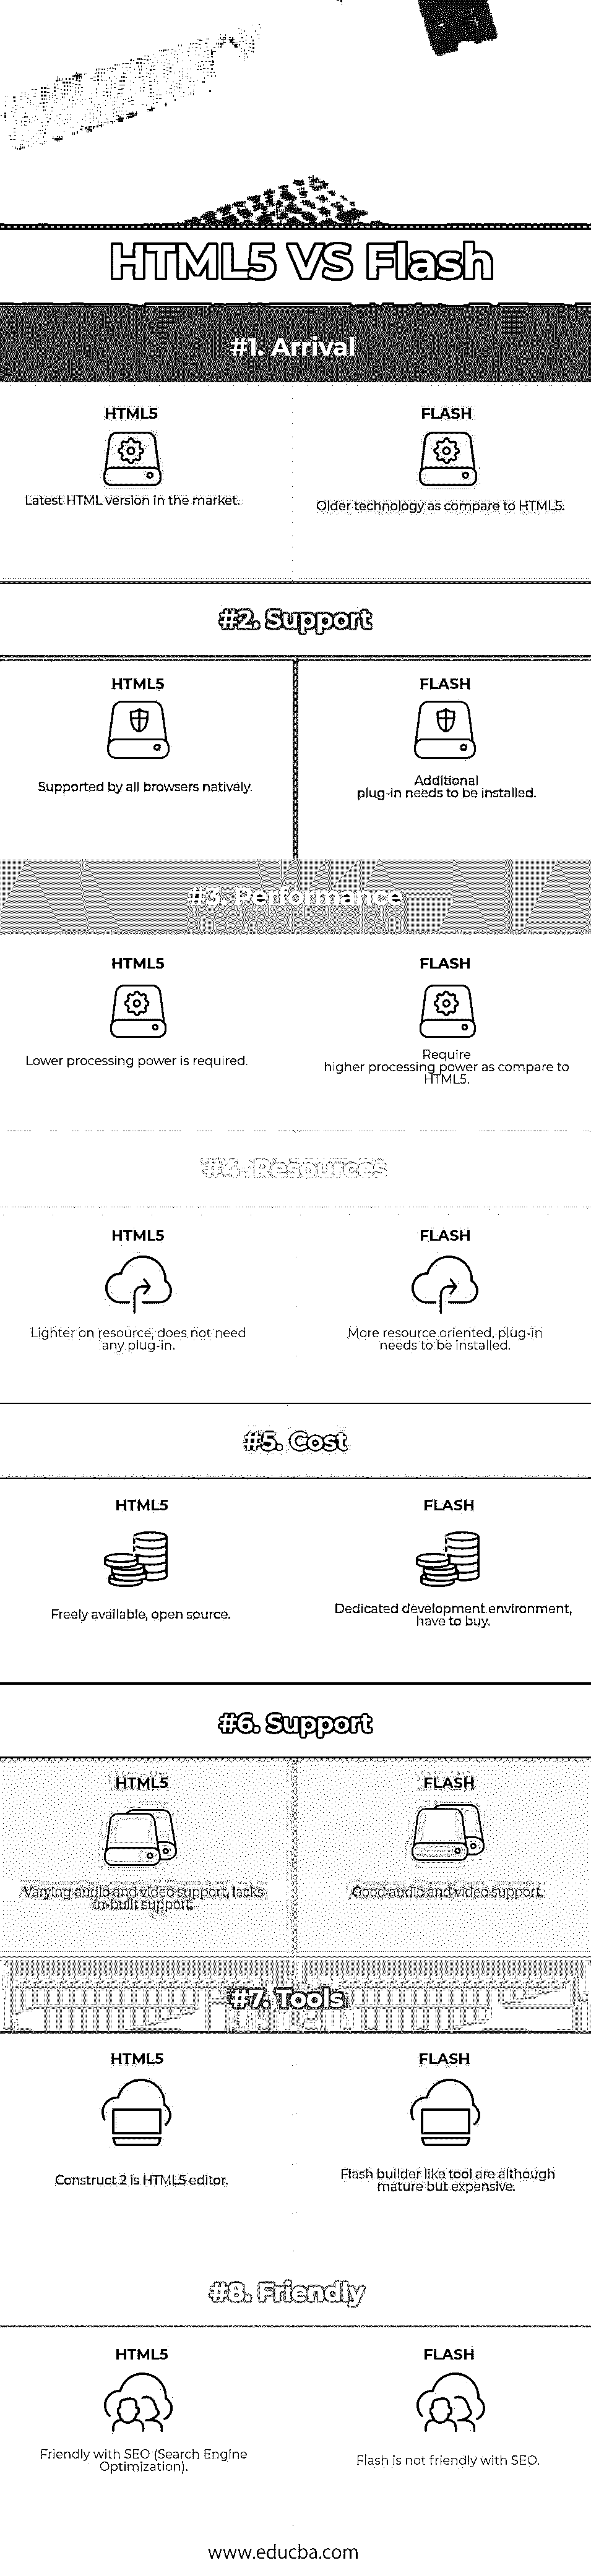 HTML5 VS Flash
#1. Arrival
HTML5
Latest HTML version in the market.
FLASH
Older technology as compare to HTML5.
#2. Support
HTML5
Supported by all browsers natively.
FLASH
Additional
plug-in needs to be installed.
#3. Performance
HTML5
Lower processing power is required.
FLASH
Require
higher processing power as compare to
HTML5.
#4. Resources
HTML5
Lighter on resource, does not need
any plug-in.
FLASH
More resource oriented, plug-in
needs to be installed.
#5. Cost
HTML5
Freely available, open source.
FLASH
Dedicated development environment,
have to buy.
#6. Support
HTML5
Varying audio and video support, lacks
in-built support.
FLASH
Good audio and video support.
#7. Tools
HTML5
Construct 2 is HTML5 editor.
FLASH
Flash builder like tool are although
mature but expensive.
#8. Friendly
HTML5
Friendly with SEO (Search Engine
Optimization).
FLASH
Flash is not friendly with SEO.
www.educba.com